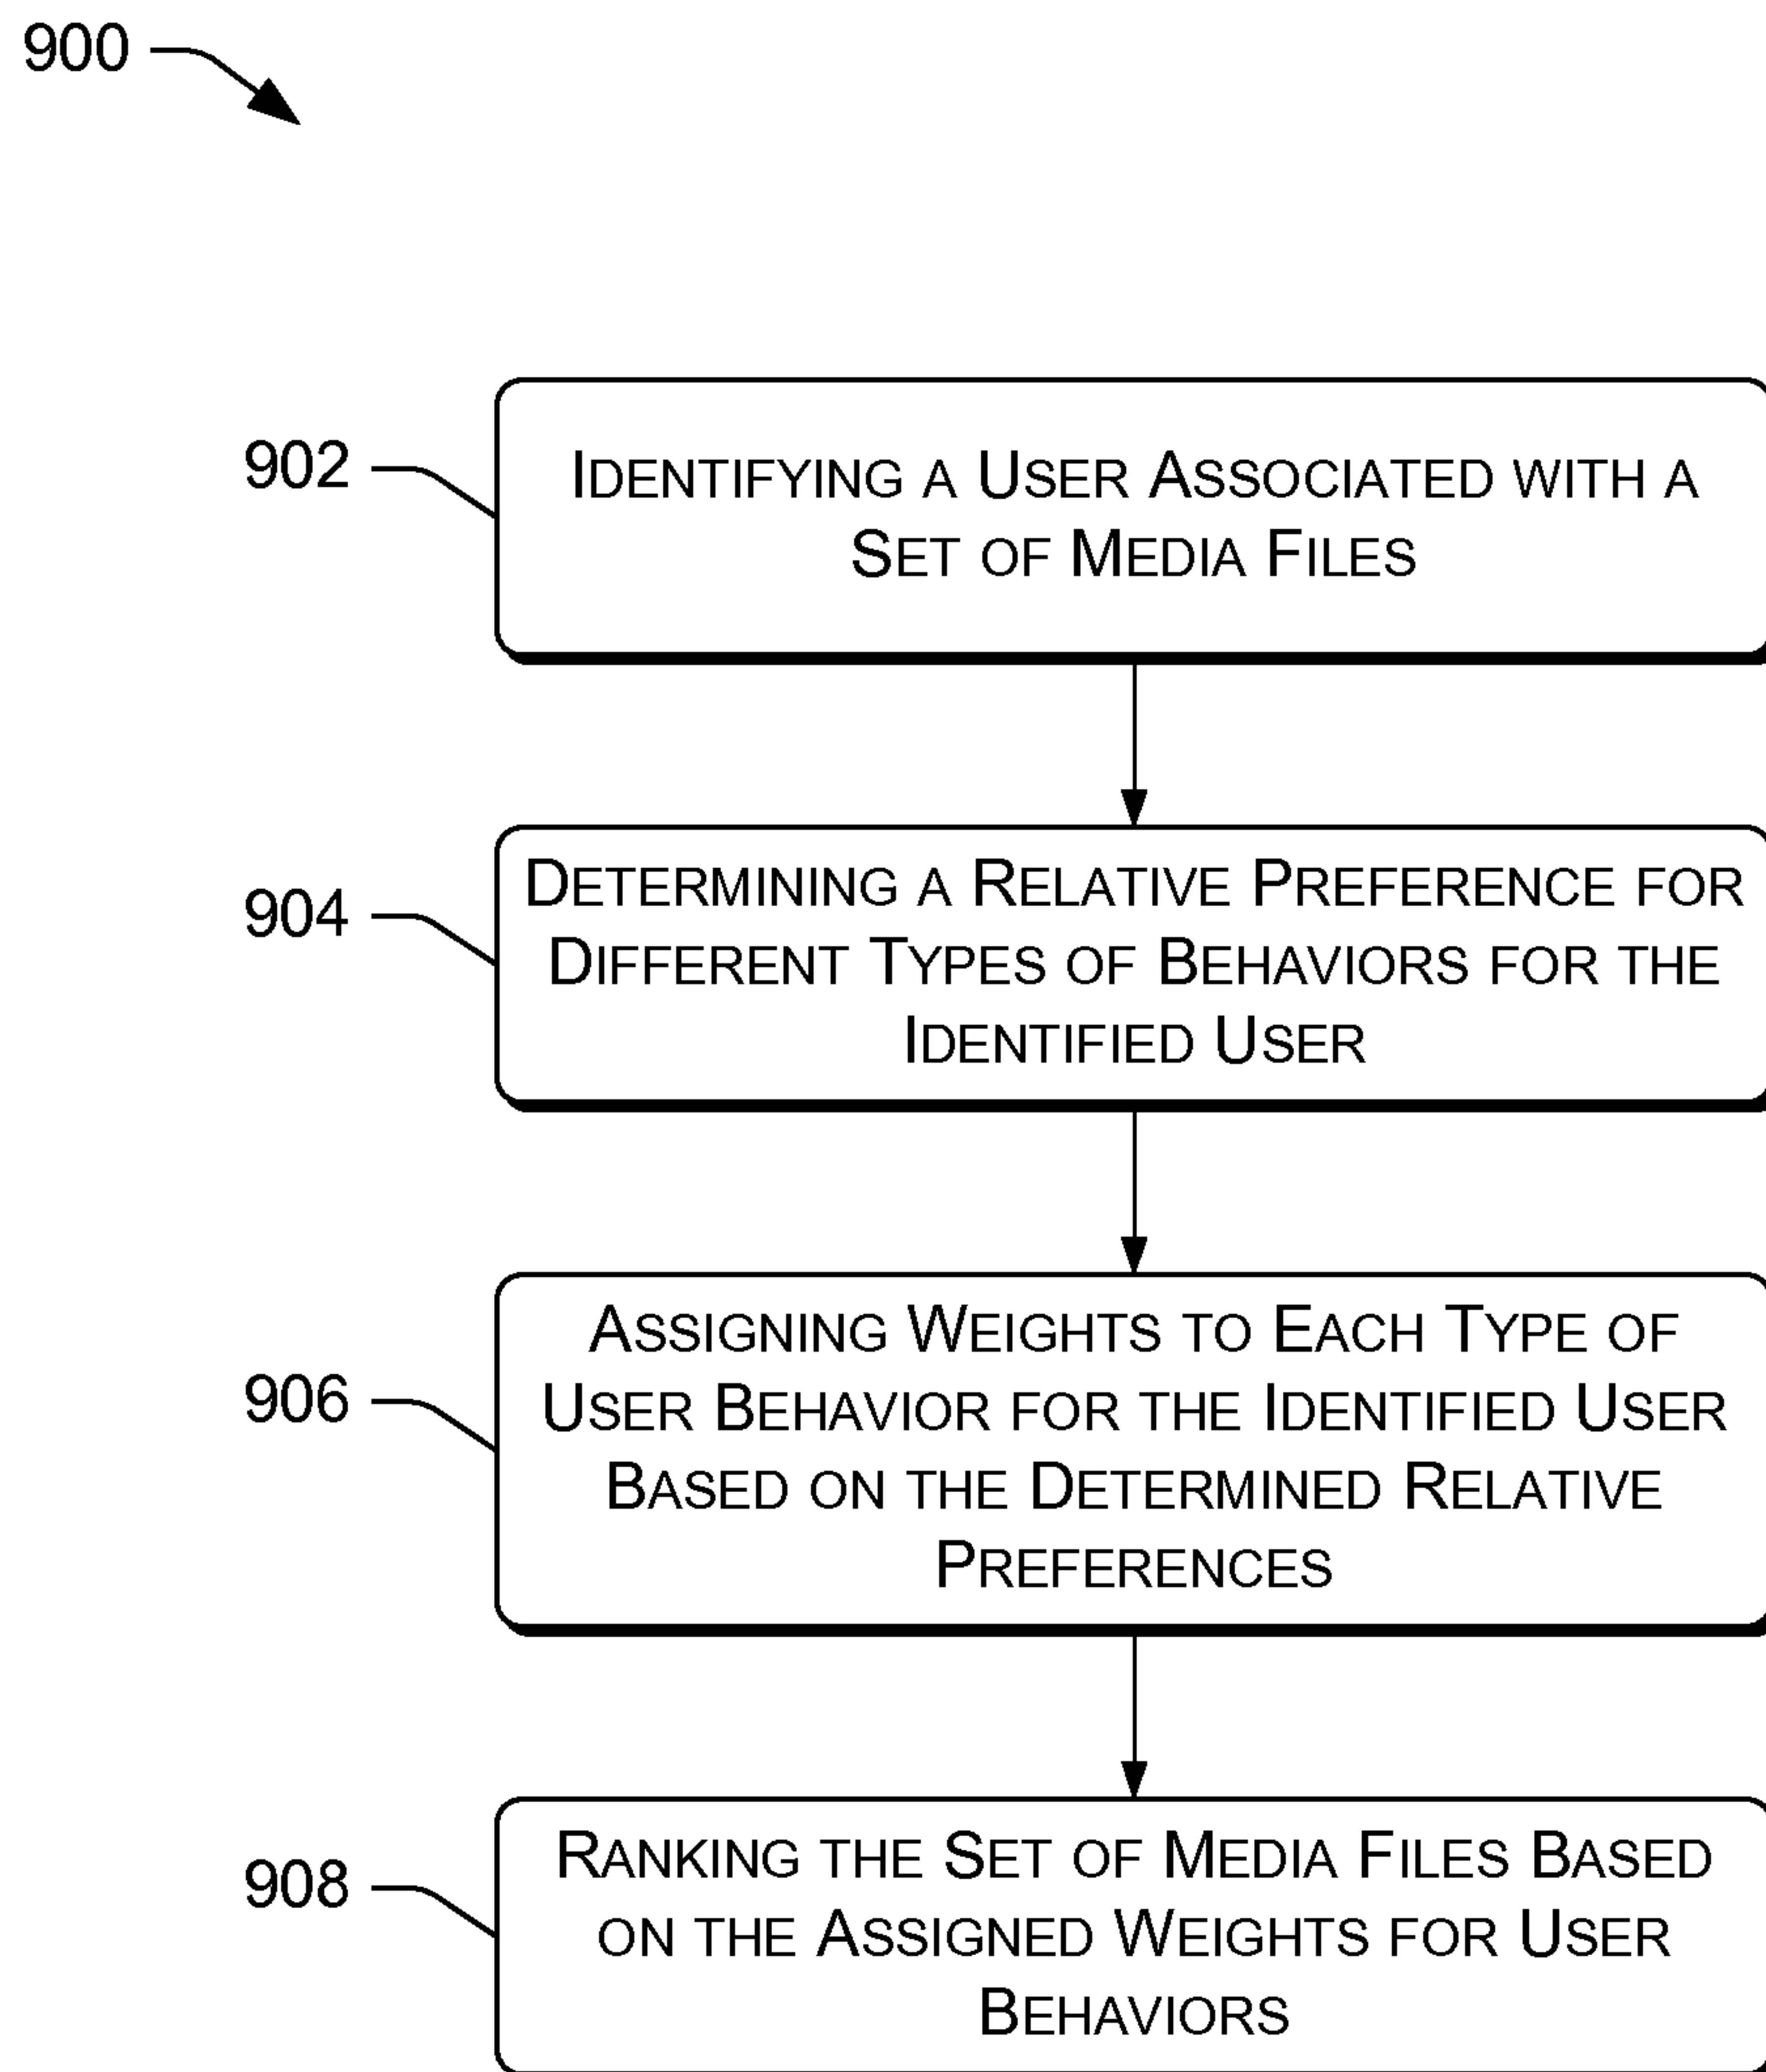 900
902
Identifying a User Associated with a
Set of Media Files
904
Determining a Relative Preference for
Different Types of Behaviors for the
Identified User
906
Assigning Weights to Each Type of
User Behavior for the Identified User
Based on the Determined Relative
Preferences
908
Ranking the Set of Media Files Based
on the Assigned Weights for User
Behaviors